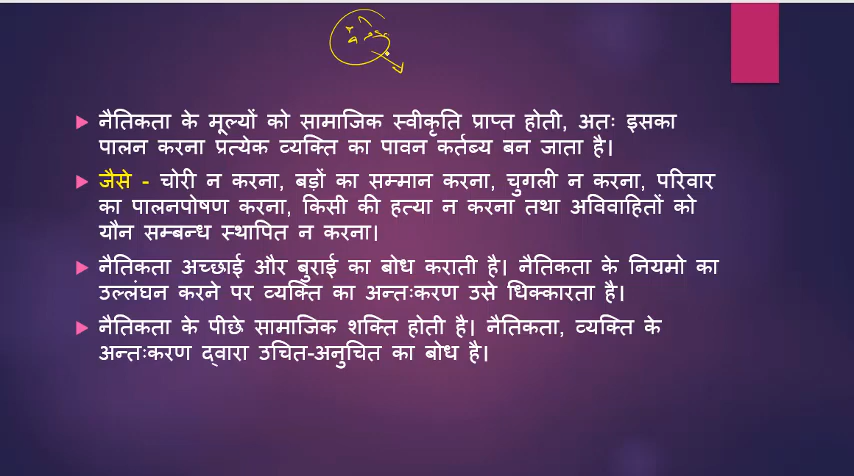 नैतिकता के मूल्यों को सामाजिक स्वीकृति प्राप्त होती, अतः इसका
पालन करना प्रत्येक व्यक्ति का पावन कर्तब्य बन जाता है।
जैसे - चोरी न करना, बड़ों का सम्मान करना, चुगली न करना, परिवार
का पालनपोषण करना, किसी की हत्या न करना तथा अविवाहितों को
यौन सम्बन्ध स्थापित न करना।
नैतिकता अच्छाई और बुराई का बोध कराती है। नैतिकता के नियमो का
उल्लंघन करने पर व्यक्ति का अन्तःकरण उसे धिक्कारता है।
नैतिकता के पीछे सामाजिक शक्ति होती है। नैतिकता, व्यक्ति के
अन्तःकरण द्वारा उचित-अनुचित का बोध है।